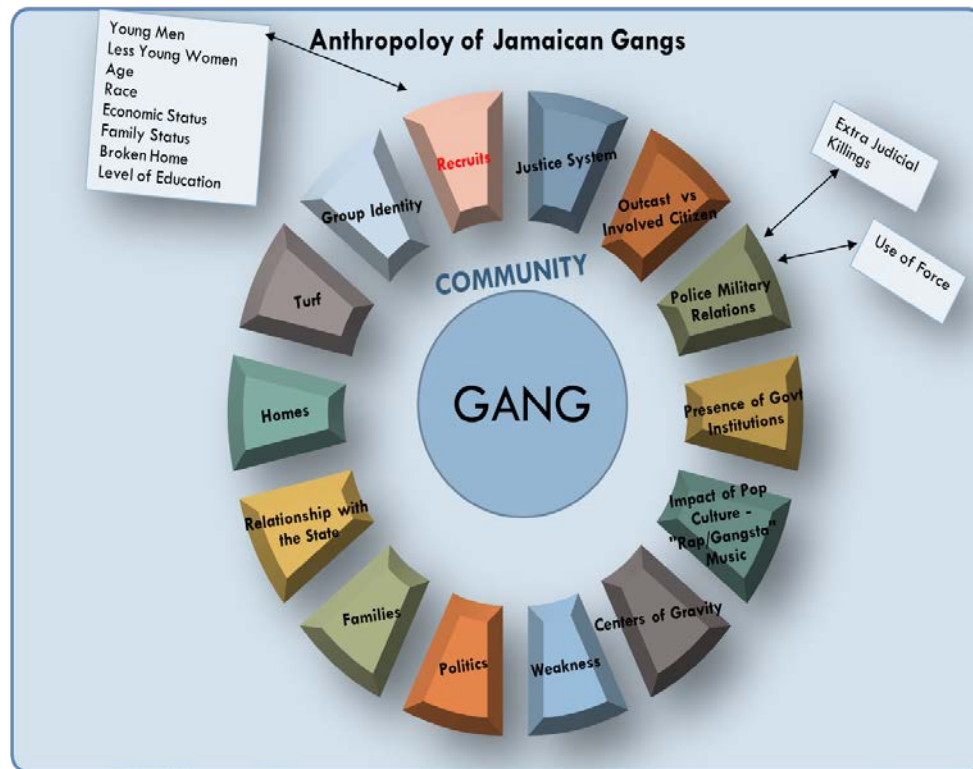 Anthropoloy of Jamaican Gangs
Young Men
Less Young Women
Age
Race
Economic Status
Family Status
Broken Home
Level of Education
Recruits
Justice System
Outcast vs
Involved Citizen
Extra Judicial
Killings
Use of Force
Police Military
Relations
Presence of Govt
Institutions
Impact of Pop
Culture -
"Rap/Gangsta"
Music
Centers of Gravity
Weakness
Politics
Families
Relationship with
the State
Homes
Turf
Group Identity
COMMUNITY
GANG